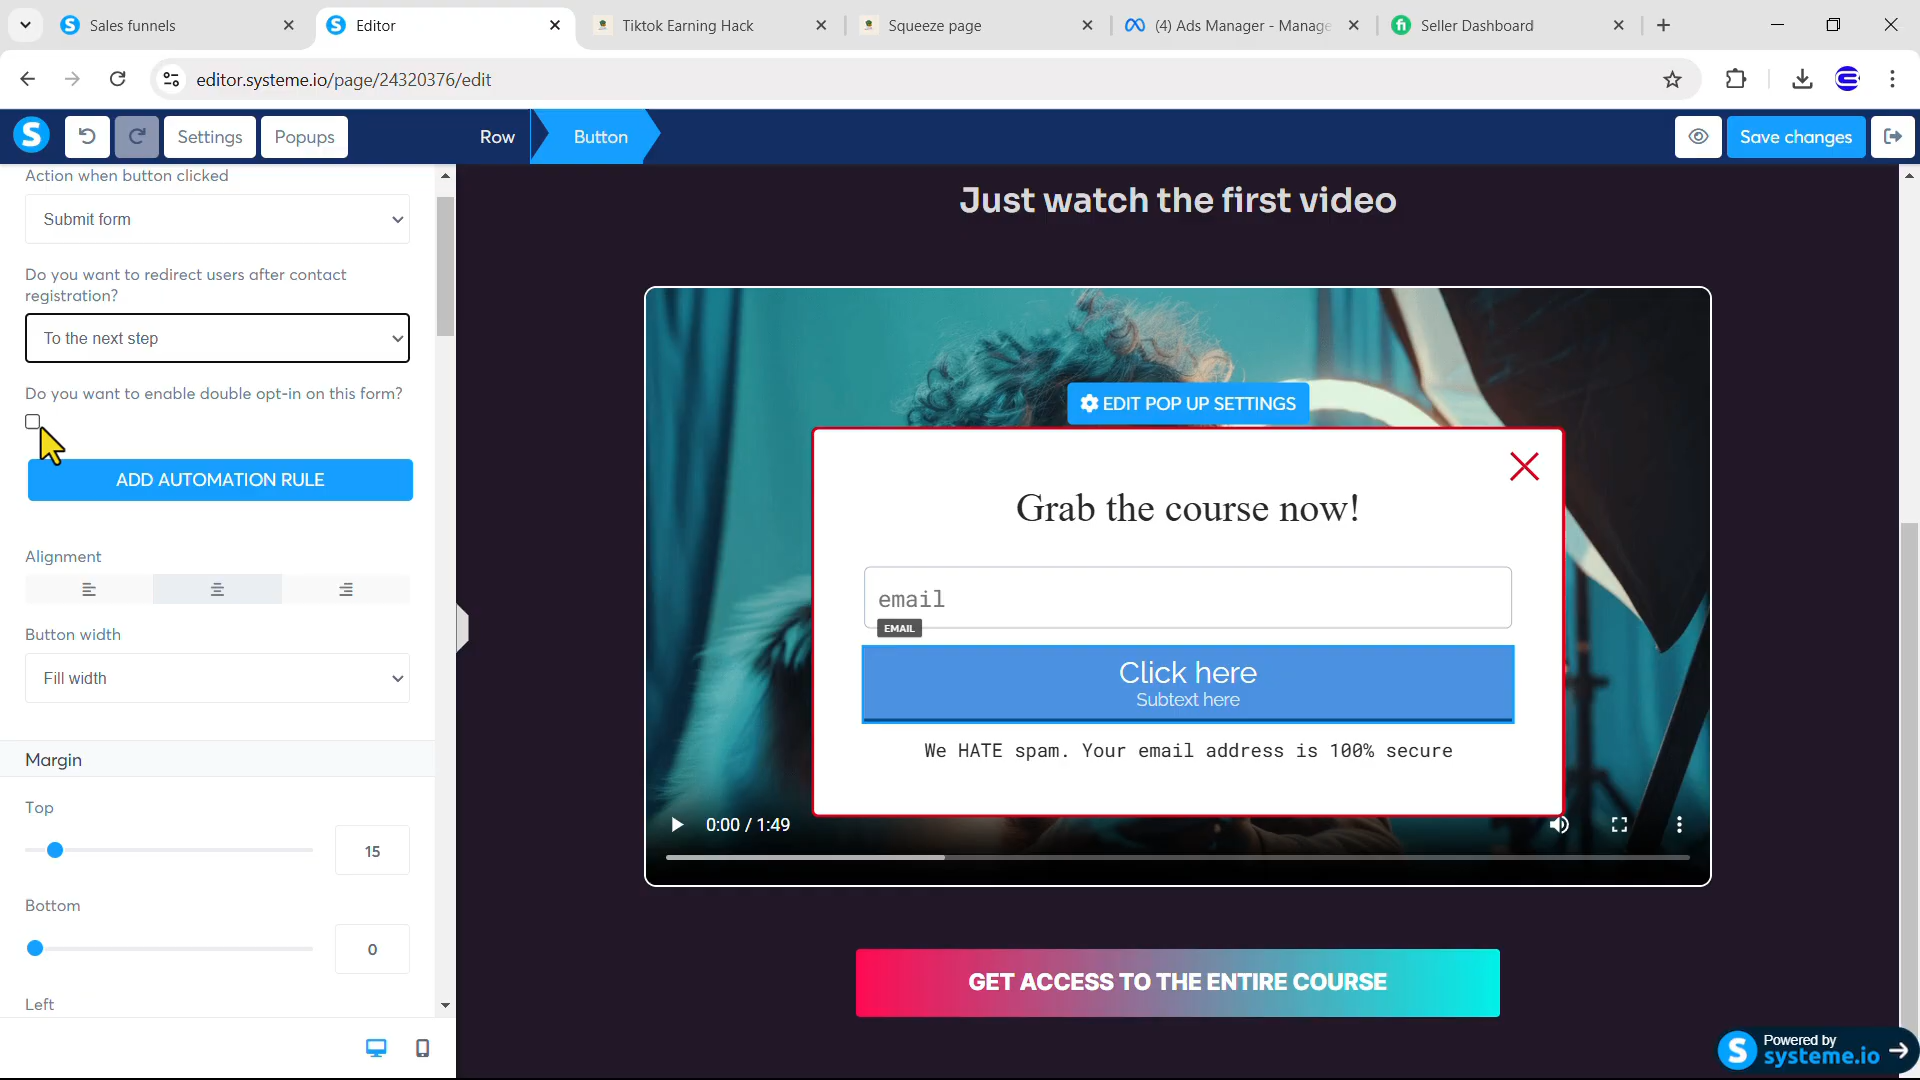 Sales funnels
Editor
Tiktok Earning Hack
Squeeze page
(4) Ads Manager - Manage
Seller Dashboard
editor.systeme.io/page/24320376/edit
Settings
Popups
Row
Button
Save changes
Action when button clicked
Submit form
Do you want to redirect users after contact
registration?
To the next step
Do you want to enable double opt-in on this form?
ADD AUTOMATION RULE
Alignment
Button width
Fill width
Margin
Top
15
Bottom
0
Left
Just watch the first video
EDIT POP UP SETTINGS
Grab the course now!
email
EMAIL
Click here
Subtext here
We HATE spam. Your email address is 100% secure
0:00 / 1:49
GET ACCESS TO THE ENTIRE COURSE
Powered by
systeme.io